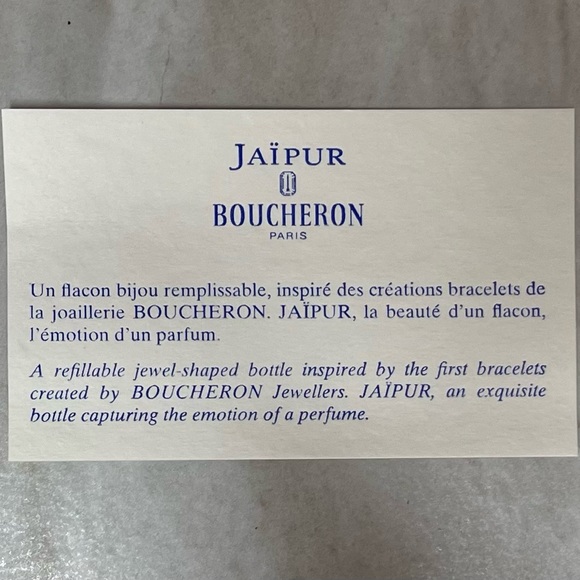 JAÏPUR
BOUCHERON
PARIS
Un flacon bijou remplissable, inspiré des créations bracelets de
la joaillerie BOUCHERON. JAÏPUR, la beauté d'un flacon,
l'émotion d'un parfum.
A refillable jewel-shaped bottle inspired by the first bracelets
created by BOUCHERON Jewellers. JAÏPUR, an exquisite
bottle capturing the emotion of a perfume.